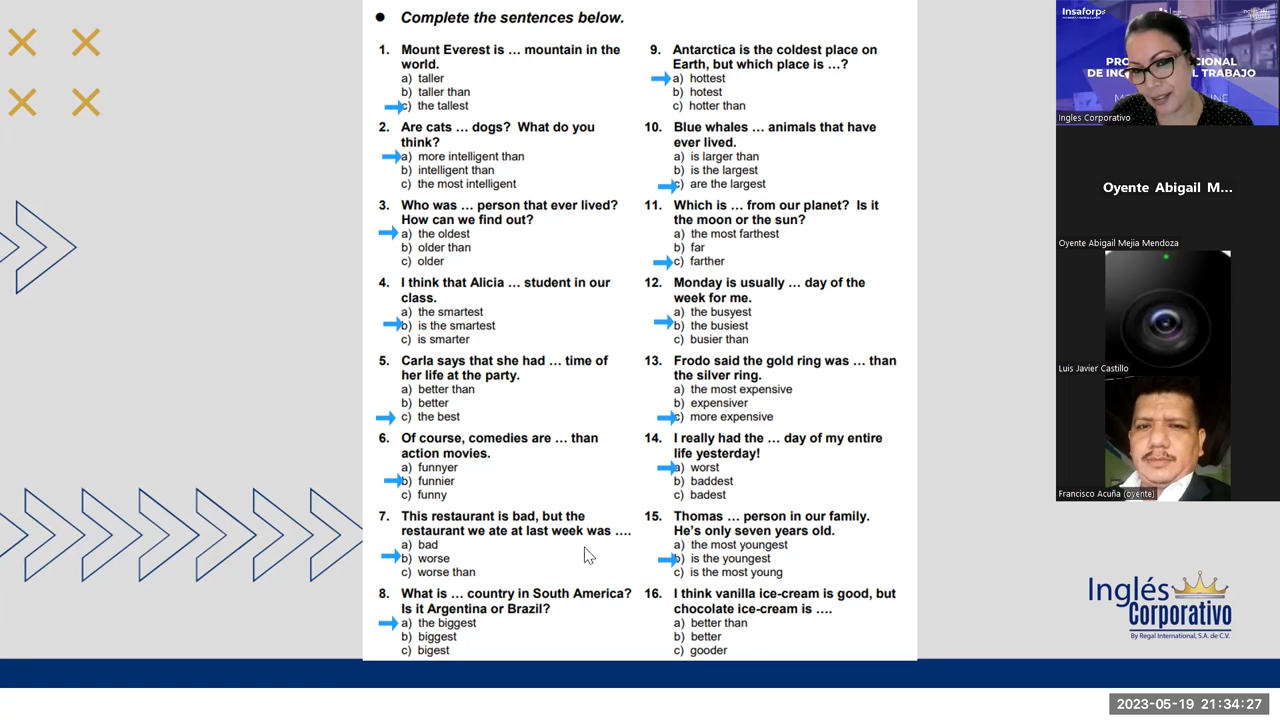 Complete the sentences below.
1. Mount Everest is … mountain in the
world.
a) taller
b) taller than
c) the tallest
2. Are cats … dogs? What do you
think?
a) more intelligent than
b) intelligent than
c) the most intelligent
3. Who was … person that ever lived?
How can we find out?
a) the oldest
b) older than
c) older
4. I think that Alicia … student in our
class.
a) the smartest
b) is the smartest
c) is smarter
5. Carla says that she had … time of
her life at the party.
a) better than
b) better
c) the best
6. Of course, comedies are … than
action movies.
a) funnyer
b) funnier
c) funny
7. This restaurant is bad, but the
restaurant we ate at last week was ….
a) bad
b) worse
c) worse than
8. What is … country in South America?
Is it Argentina or Brazil?
a) the biggest
b) biggest
c) bigest
9. Antarctica is the coldest place on
Earth, but which place is …?
a) hottest
b) hotest
c) hotter than
10. Blue whales … animals that have
ever lived.
a) is larger than
b) is the largest
c) are the largest
11. Which is … from our planet? Is it
the moon or the sun?
a) the most farthest
b) far
c) farther
12. Monday is usually … day of the
week for me.
a) the busyest
b) the busiest
c) busier than
13. Frodo said the gold ring was … than
the silver ring.
a) the most expensive
b) expensiver
c) more expensive
14. I really had the … day of my entire
life yesterday!
a) worst
b) baddest
c) badest
15. Thomas … person in our family.
He's only seven years old.
a) the most youngest
b) is the youngest
c) is the most young
16. I think vanilla ice-cream is good, but
chocolate ice-cream is ….
a) better than
b) better
c) gooder
Insaforp
Ingles Corporativo
Oyente Abigail M...
Oyente Abigail Mejia Mendoza
Luis Javier Castillo
Francisco Acuña (oyente)
Inglés
Corporativo
By Regal International, S.A. de C.V.
2023-05-19 21:34:27